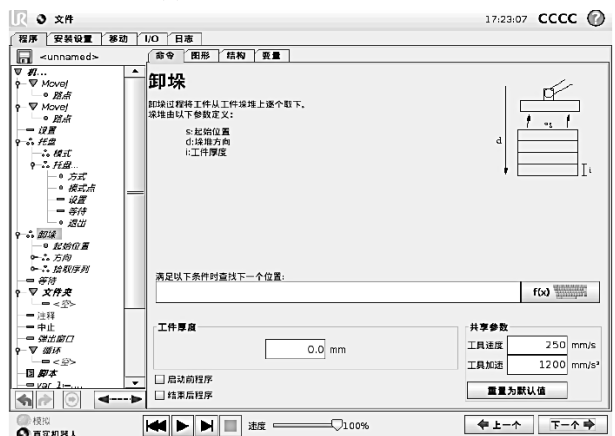 UR 文件 17:23:07 CCCC ?
程序 安装设置 移动 I/O 日志
<unnamed> 命令 图形 结构 变量
机...
MoveJ
路点
MoveJ
路点
设置
托盘
模式
托盘...
方式
模式点
设置
等待
退出
卸垛
起始位置
方向
拾取序列
等待
文件夹
<空>
注释
中止
弹出窗口
循环
<空>
脚本
var_1:=...
卸垛
卸垛过程将工件从工件垛堆上逐个取下。
垛堆由以下参数定义:
s:起始位置
d:垛堆方向
i:工件厚度
d
s
i
满足以下条件时查找下一个位置:
f(x)
工件厚度
0.0 mm
启动前程序
结束后程序
共享参数
工具速度 250 mm/s
工具加速 1200 mm/s²
重置为默认值
模拟
真实机器人
速度 100%
上一个 下一个